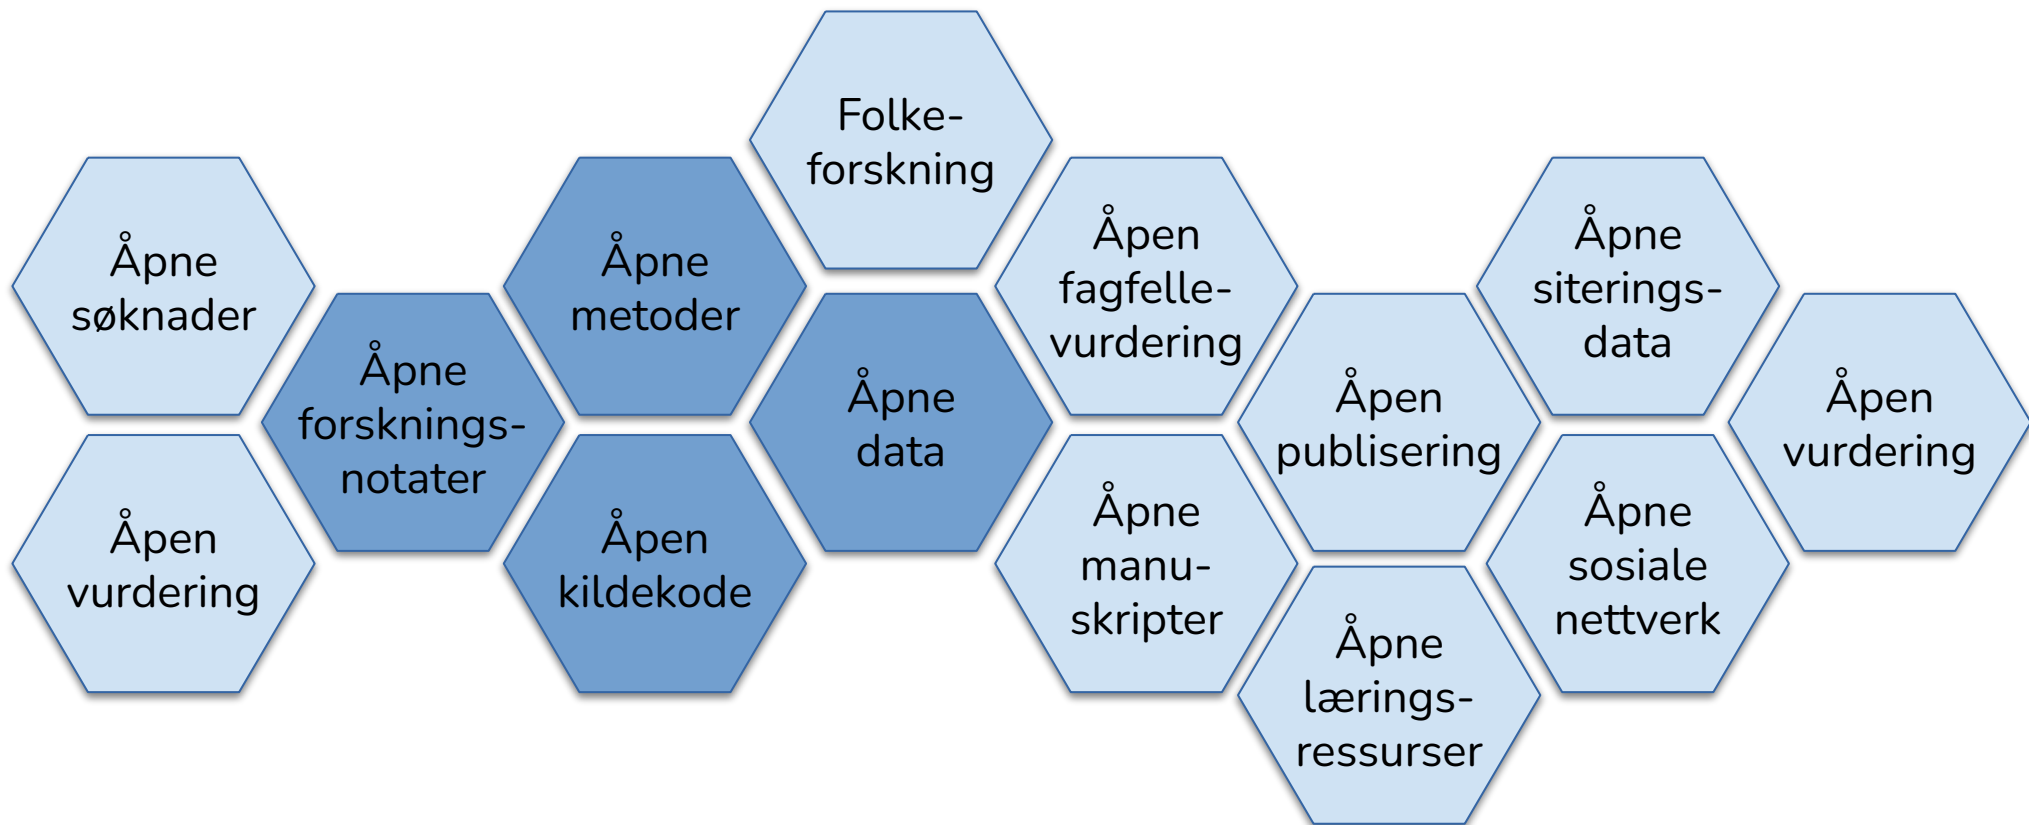 Åpne
søknader
Åpen
vurdering
Åpne
forsknings-
notater
Åpne
metoder
Åpen
kildekode
Folke-
forskning
Åpne
data
Åpen
fagfelle-
vurdering
Åpne
manu-
skripter
Åpen
publisering
Åpne
lærings-
ressurser
Åpne
siterings-
data
Åpne
sosiale
nettverk
Åpen
vurdering